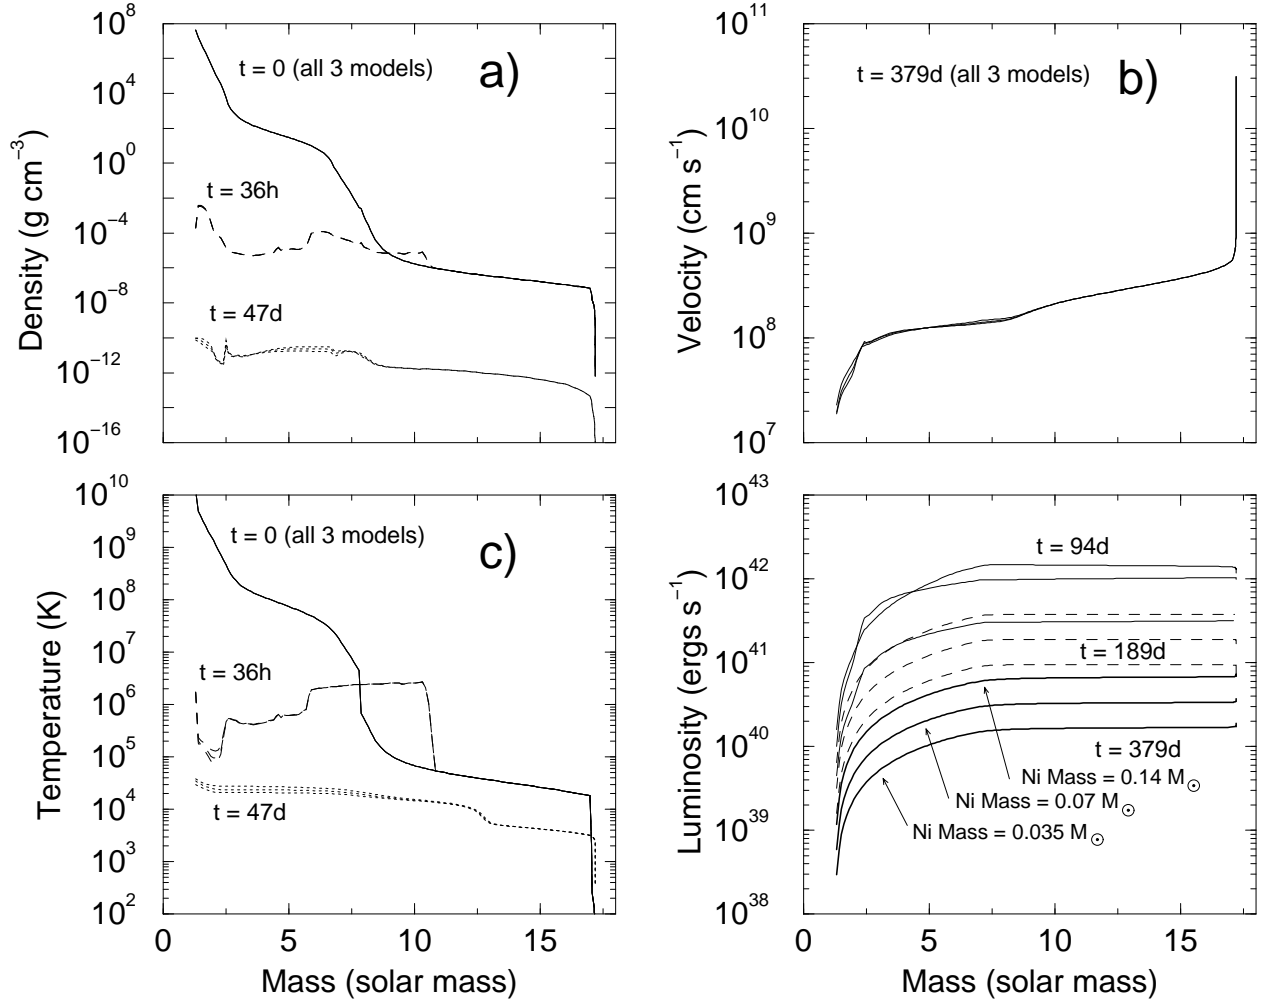 10^8
10^4
10^0
10^−4
10^−8
10^−12
10^−16
Density (g cm^−3)
t = 0 (all 3 models)
a)
t = 36h
t = 47d
10^11
10^10
10^9
10^8
10^7
Velocity (cm s^−1)
t = 379d (all 3 models)
b)
10^10
10^9
10^8
10^7
10^6
10^5
10^4
10^3
10^2
Temperature (K)
t = 0 (all 3 models)
c)
t = 36h
t = 47d
0 5 10 15
Mass (solar mass)
10^43
10^42
10^41
10^40
10^39
10^38
Luminosity (ergs s^−1)
t = 94d
t = 189d
t = 379d
Ni Mass = 0.14 M☉
Ni Mass = 0.07 M☉
Ni Mass = 0.035 M☉
0 5 10 15
Mass (solar mass)